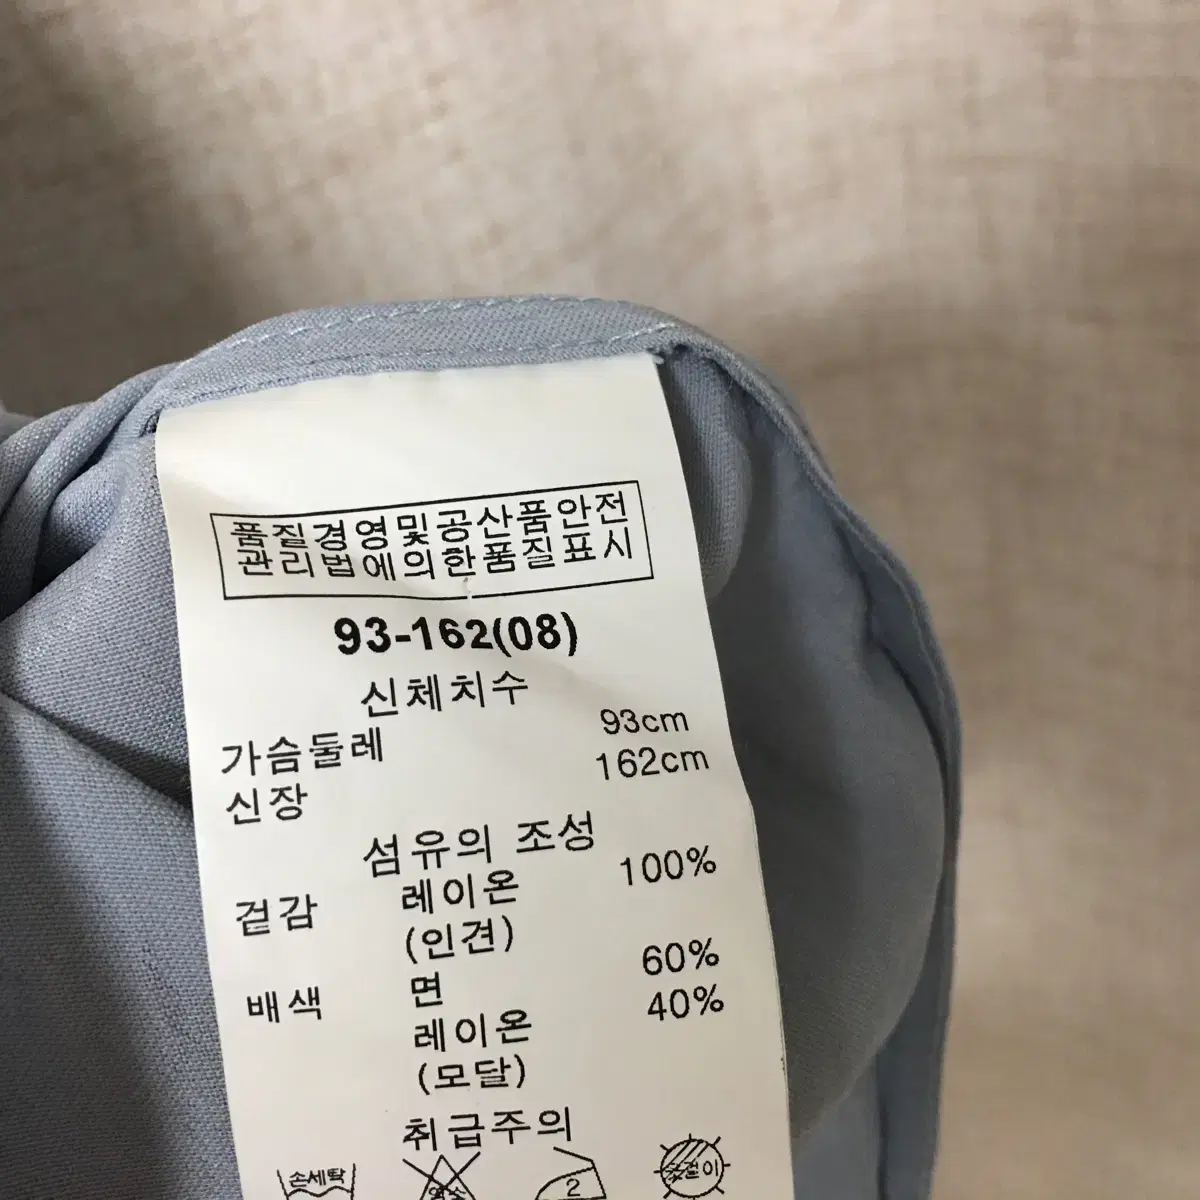 품질경영및공산품안전
관리법에의한품질표시
93-162(08)
신체치수
가슴둘레 93cm
신장 162cm
섬유의 조성
겉감 레이온 100%
(인견)
배색 면 60%
레이온 40%
(모달)
취급주의
손세탁
2